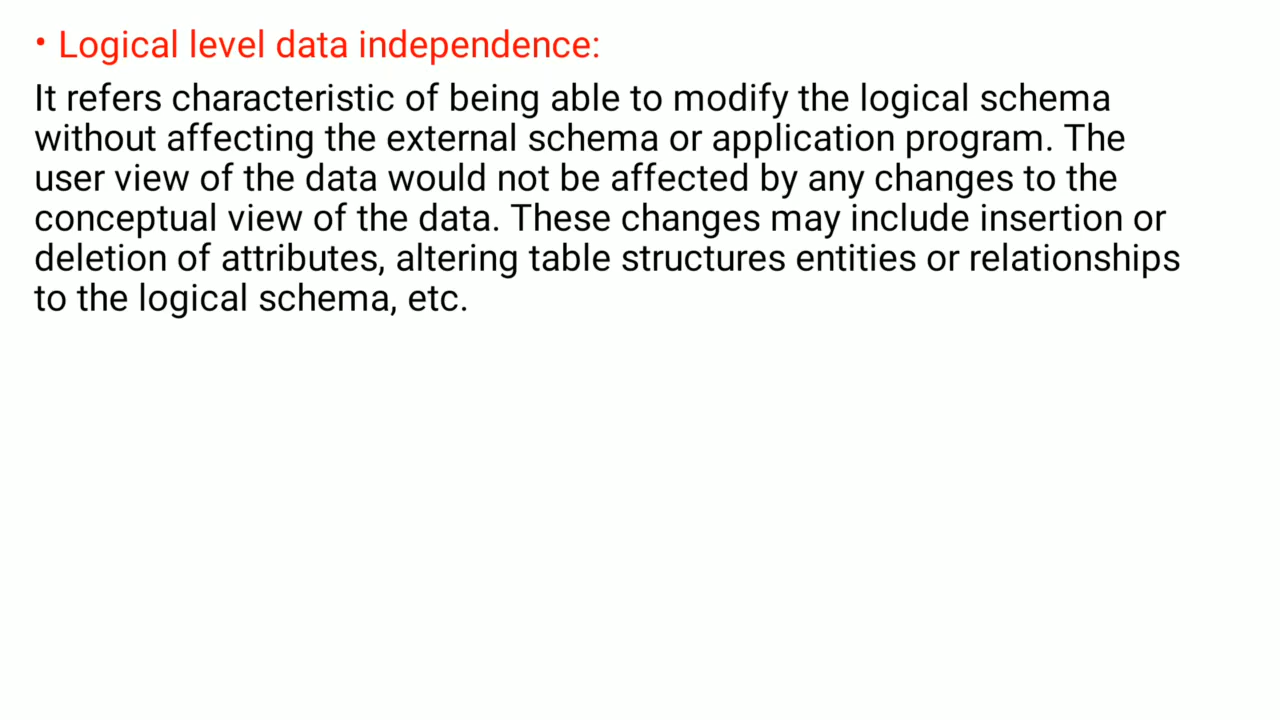 • Logical level data independence:
It refers characteristic of being able to modify the logical schema
without affecting the external schema or application program. The
user view of the data would not be affected by any changes to the
conceptual view of the data. These changes may include insertion or
deletion of attributes, altering table structures entities or relationships
to the logical schema, etc.